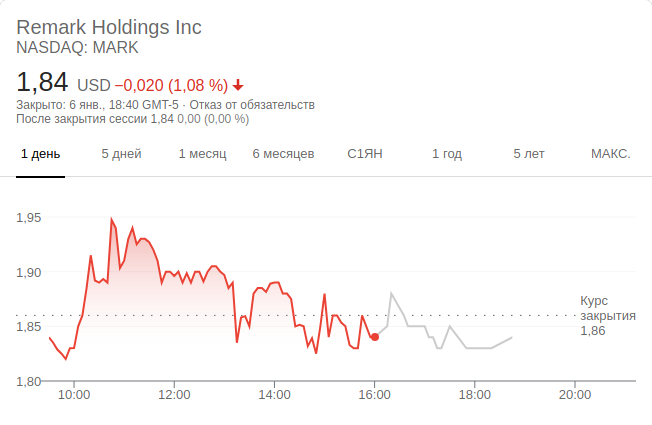 Remark Holdings Inc
NASDAQ: MARK
1,84 USD −0,020 (1,08 %)
Закрыто: 6 янв., 18:40 GMT-5 · Отказ от обязательств
После закрытия сессии 1,84 0,00 (0,00 %)
1 день 5 дней 1 месяц 6 месяцев С1ЯН 1 год 5 лет МАКС.
1,95
1,90
Курс
закрытия
1,86
1,85
1,80
10:00 12:00 14:00 16:00 18:00 20:00